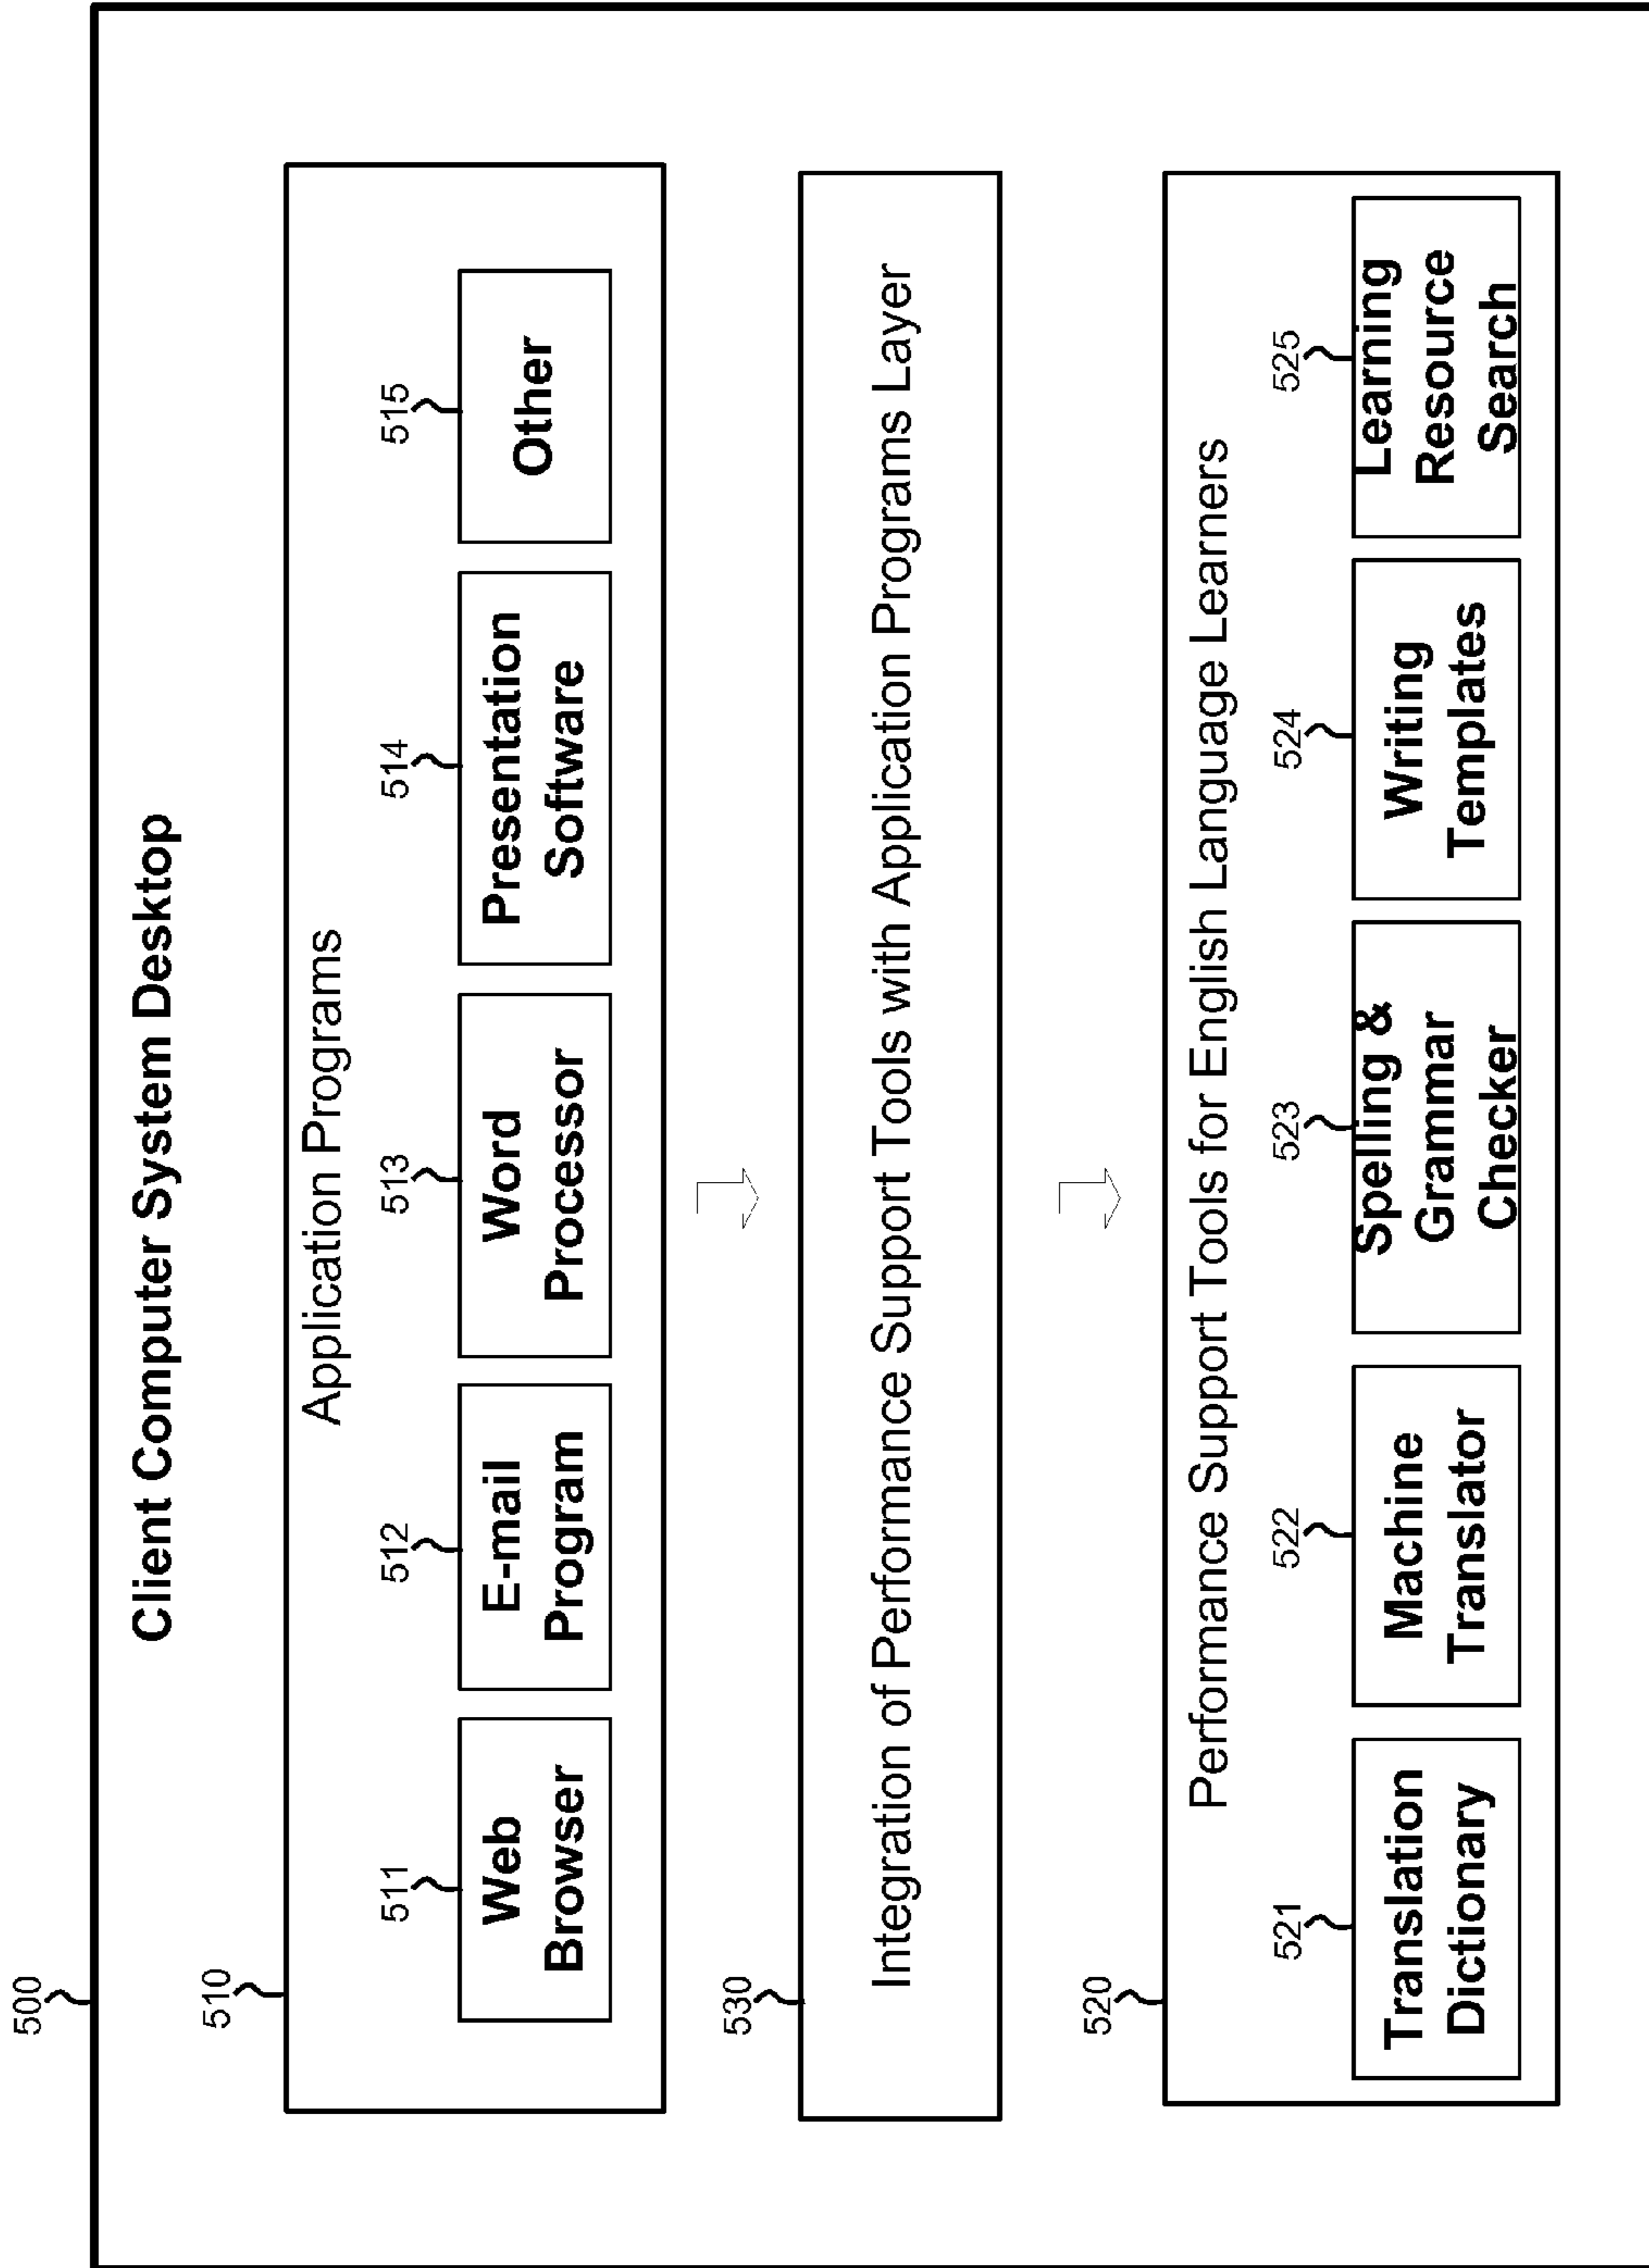 500
Client Computer System Desktop
510
Application Programs
511
Web
Browser
512
E-mail
Program
513
Word
Processor
514
Presentation
Software
515
Other
530
Integration of Performance Support Tools with Application Programs Layer
520
Performance Support Tools for English Language Learners
521
Translation
Dictionary
522
Machine
Translator
523
Spelling &
Grammar
Checker
524
Writing
Templates
525
Learning
Resource
Search